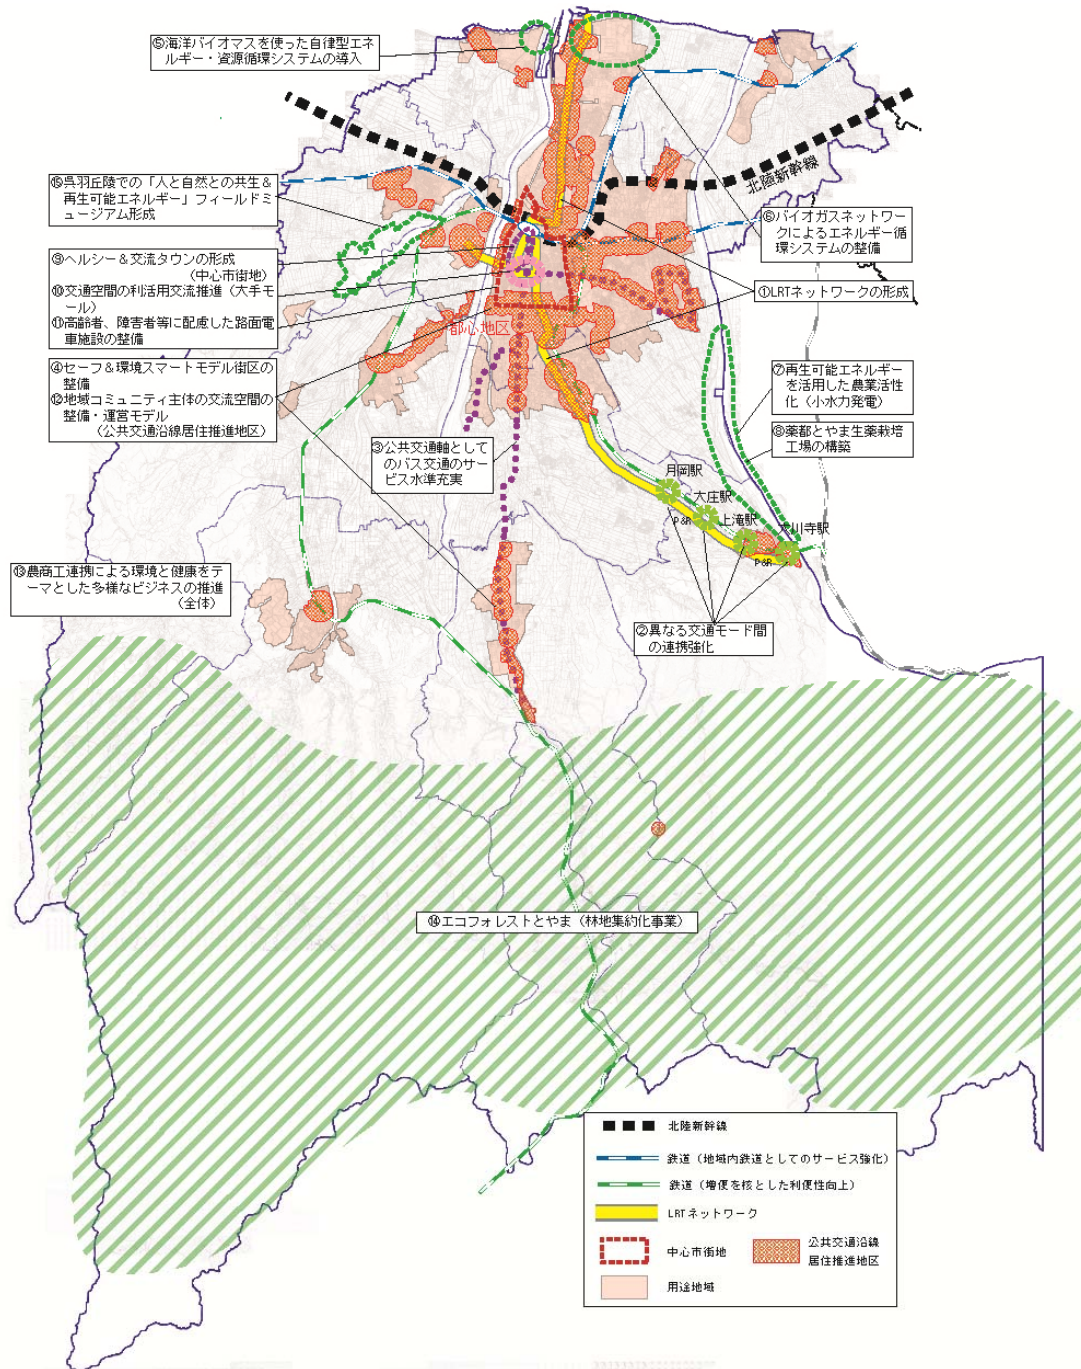 ⑤海洋バイオマスを使った自律型エネ
ルギー・資源循環システムの導入
北陸新幹線
⑮呉羽丘陵での「人と自然との共生＆
再生可能エネルギー」フィールドミ
ュージアム形成
⑥バイオガスネットワー
クによるエネルギー循
環システムの整備
⑨ヘルシー＆交流タウンの形成
（中心市街地）
⑩交通空間の利活用交流推進（大手モ
ール）
⑪高齢者、障害者等に配慮した路面電
車施設の整備
①LRTネットワークの形成
都心地区
④セーフ＆環境スマートモデル街区の
整備
⑫地域コミュニティ主体の交流空間の
整備・運営モデル
（公共交通沿線居住推進地区）
⑦再生可能エネルギー
を活用した農業活性
化（小水力発電）
⑧薬都とやま生薬栽培
工場の構築
③公共交通軸として
のバス交通のサー
ビス水準充実
月岡駅
大庄駅
上滝駅
大川寺駅
P&R
P&R
⑬農商工連携による環境と健康をテ
ーマとした多様なビジネスの推進
（全体）
②異なる交通モード間
の連携強化
⑭エコフォレストとやま（林地集約化事業）
北陸新幹線
鉄道（地域内鉄道としてのサービス強化）
鉄道（増便を核とした利便性向上）
LRTネットワーク
中心市街地
公共交通沿線
居住推進地区
用途地域